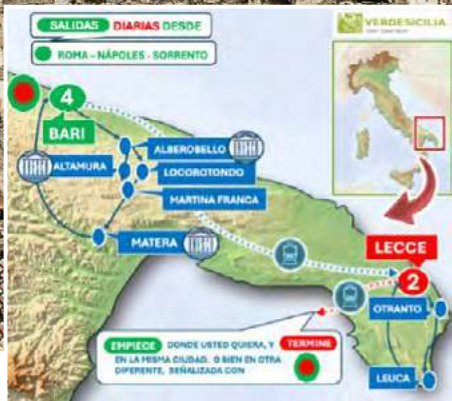 SALIDAS DIARIAS DESDE
ROMA – NÁPOLES - SORRENTO
VERDESICILIA
4
BARI
ALBEROBELLO
ALTAMURA
LOCOROTONDO
MARTINA FRANCA
MATERA
LECCE
2
OTRANTO
EMPIECE DONDE USTED QUIERA, Y TERMINE
EN LA MISMA CIUDAD, O BIEN EN OTRA
DIFERENTE, SEÑALIZADA CON
LEUCA